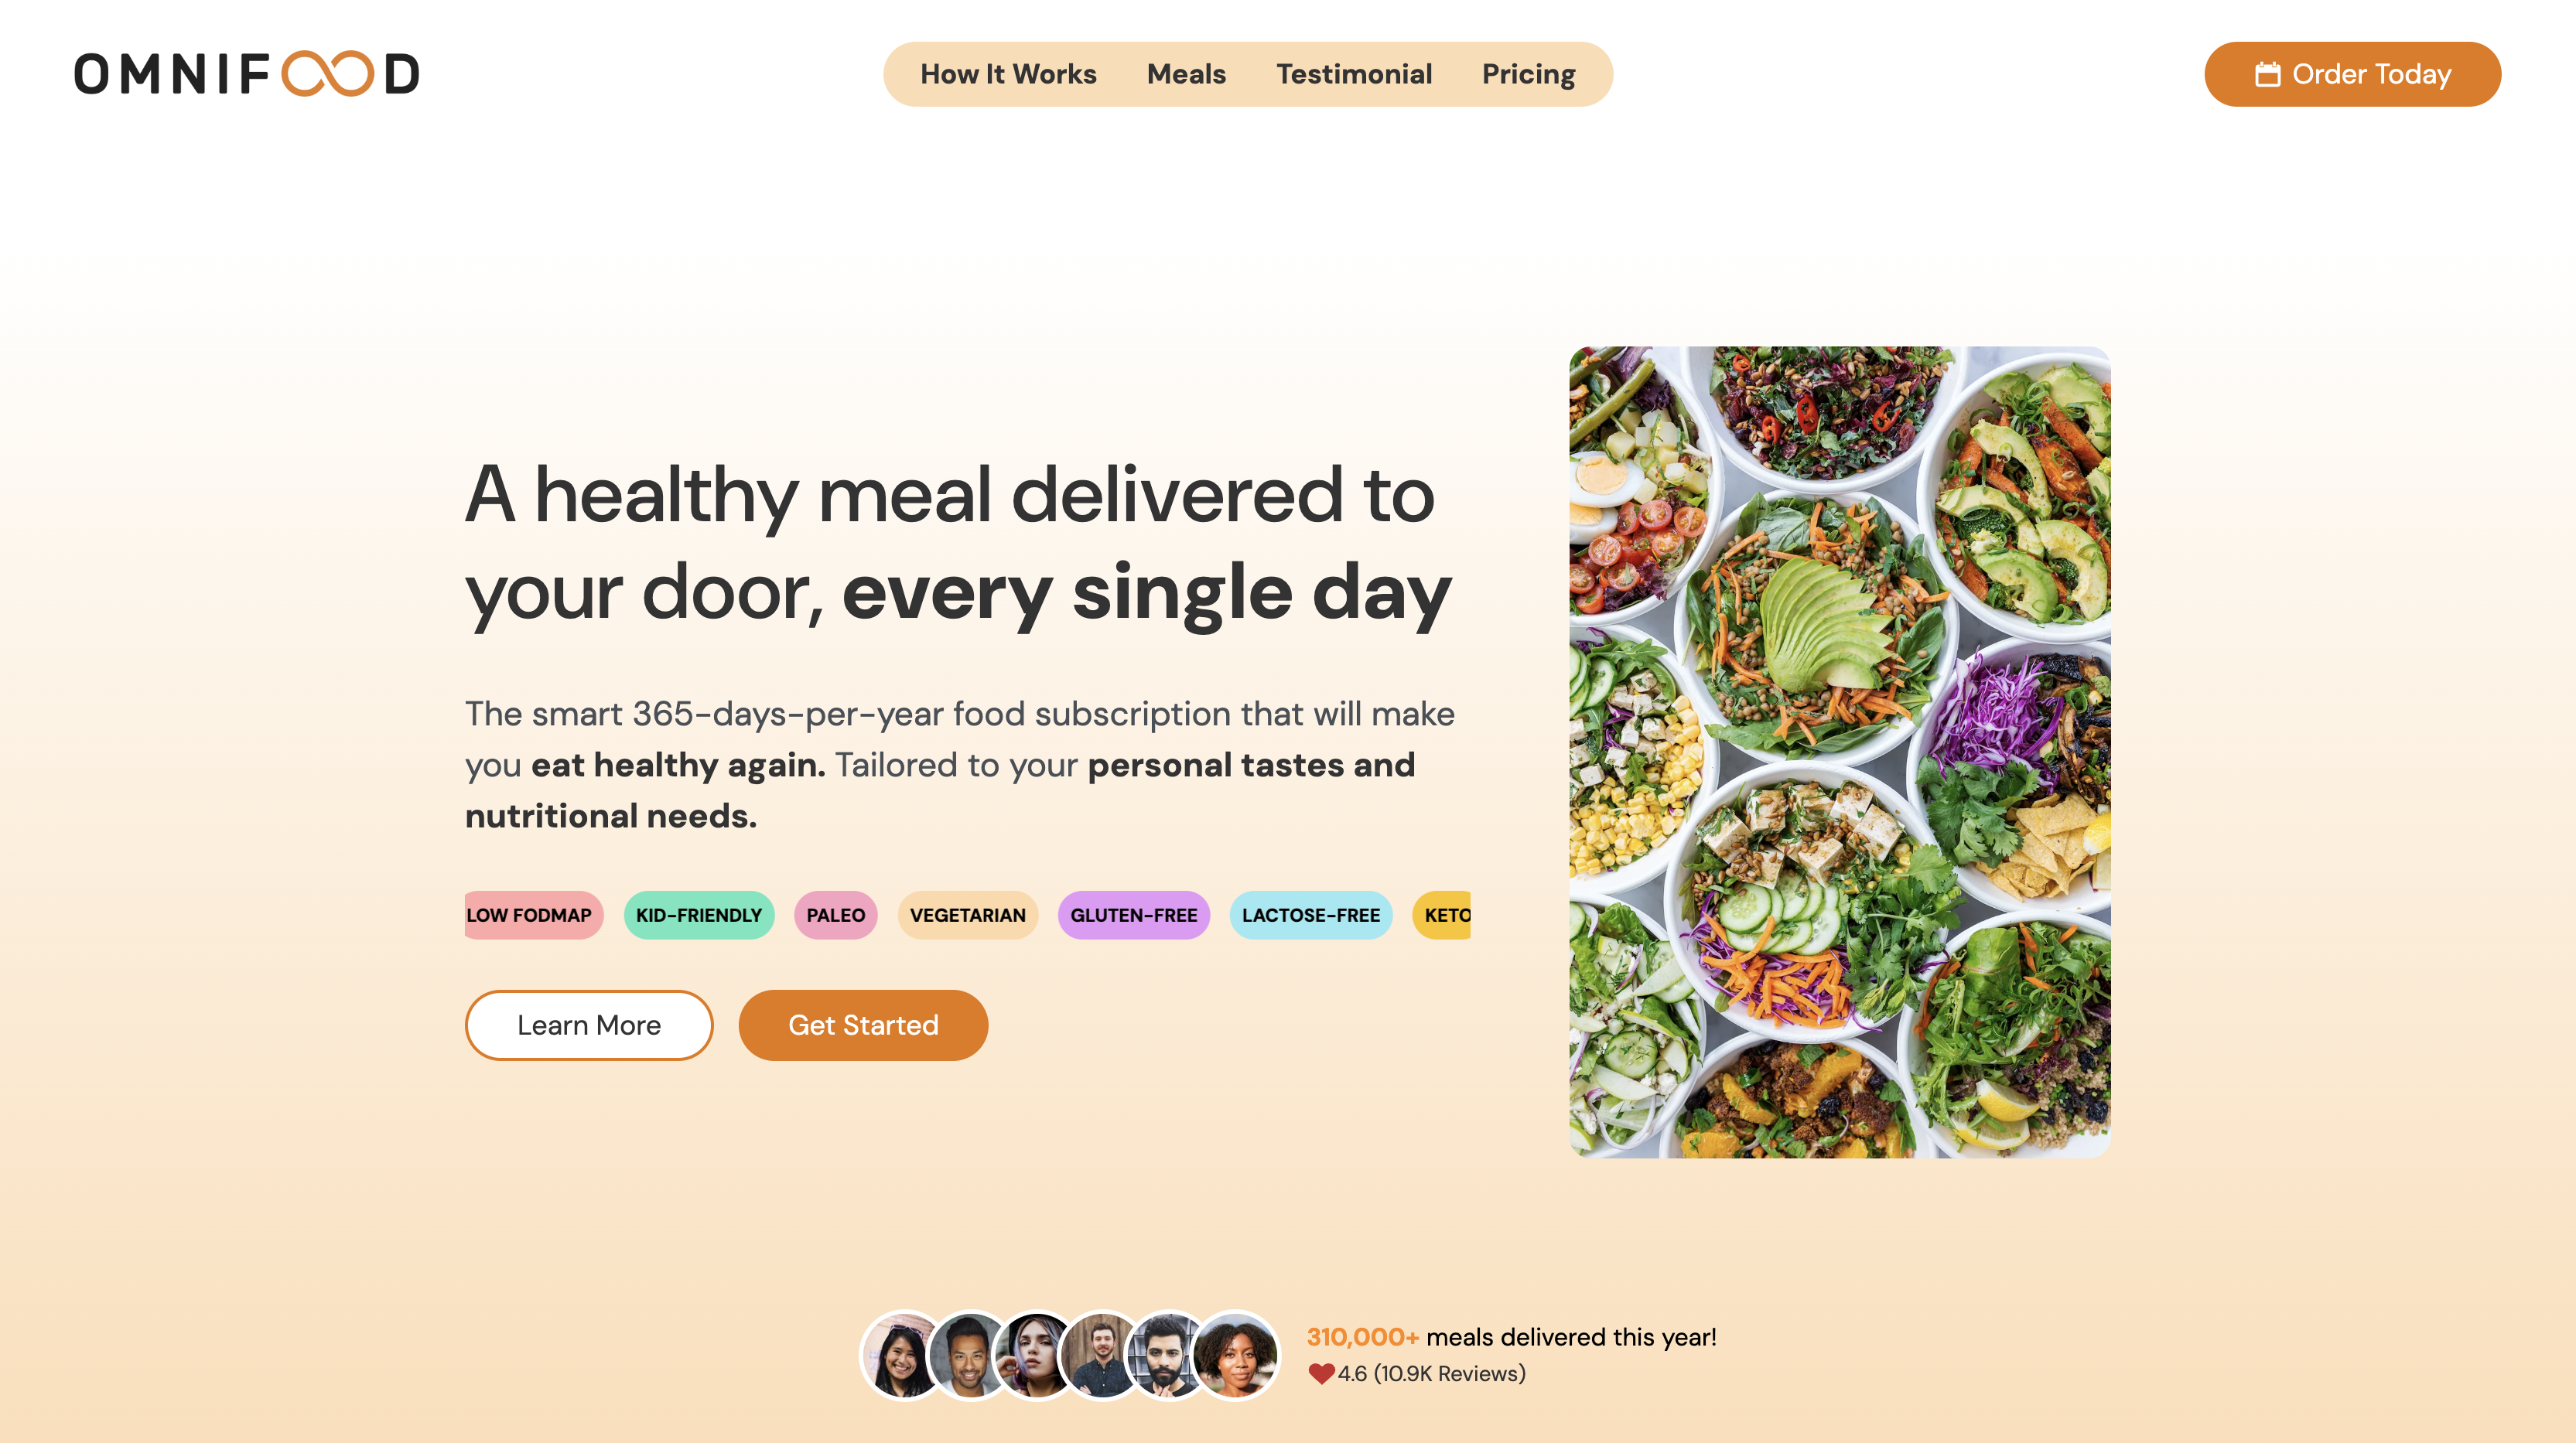 OMNIFOOD
How It Works
Meals
Testimonial
Pricing
Order Today
A healthy meal delivered to
your door, every single day
The smart 365-days-per-year food subscription that will make
you eat healthy again. Tailored to your personal tastes and
nutritional needs.
LOW FODMAP
KID-FRIENDLY
PALEO
VEGETARIAN
GLUTEN-FREE
LACTOSE-FREE
KETO
Learn More
Get Started
310,000+ meals delivered this year!
4.6 (10.9K Reviews)